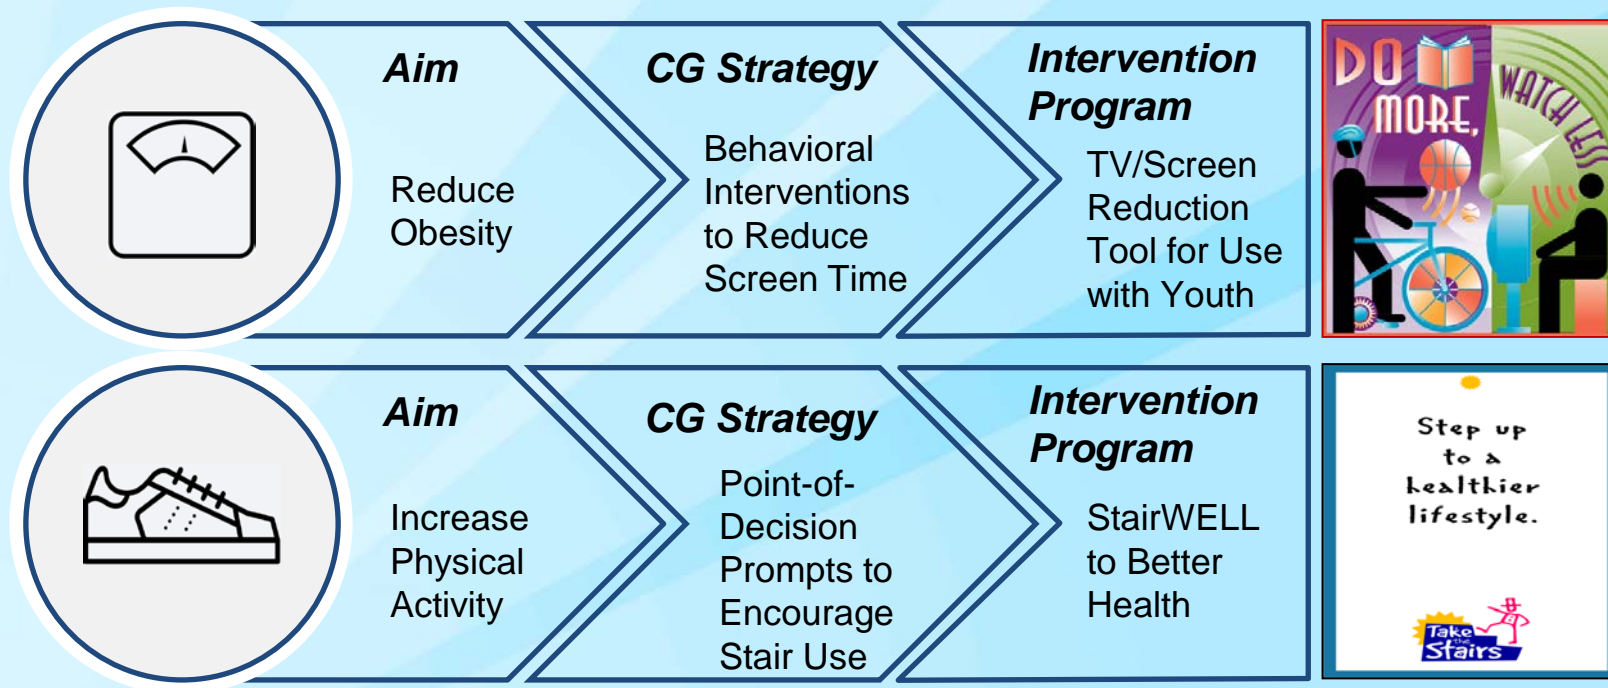 Aim
Reduce
Obesity
CG Strategy
Behavioral
Interventions
to Reduce
Screen Time
Intervention
Program
TV/Screen
Reduction
Tool for Use
with Youth
DO
MORE,
WATCH LESS
Aim
Increase
Physical
Activity
CG Strategy
Point-of-
Decision
Prompts to
Encourage
Stair Use
Intervention
Program
StairWELL
to Better
Health
Step up
to a
healthier
lifestyle.
Take
the
Stairs